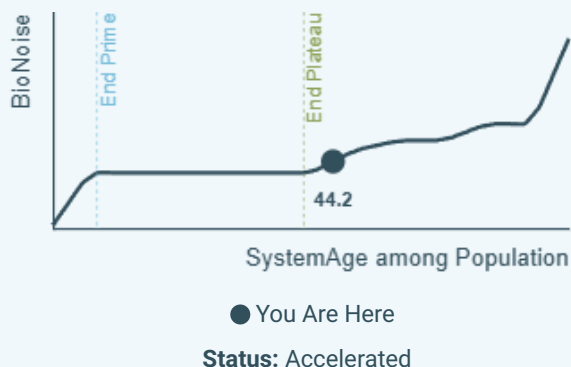 BioNoise
End Prime
End Plateau
44.2
SystemAge among Population
You Are Here
Status: Accelerated